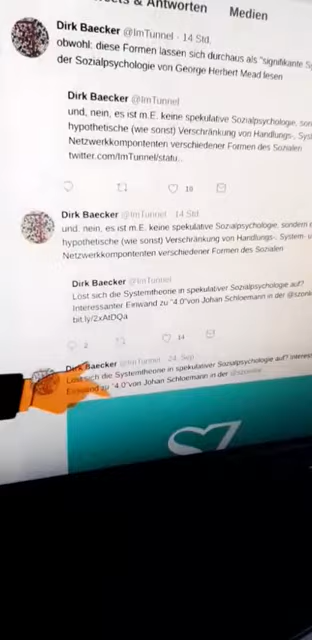 & Antworten Medien
Dirk Baecker @ImTunnel · 14 Std.
obwohl: diese Formen lassen sich durchaus als "signifikante
der Sozialpsychologie von George Herbert Mead lesen
Dirk Baecker @ImTunnel
und, nein, es ist m.E. keine spekulative Sozialpsychologie,
hypothetische (wie sonst) Verschränkung von Handlungs-,
Netzwerkkompontenten verschiedener Formen des Sozialen
twitter.com/ImTunnel/statu...
10
Dirk Baecker @ImTunnel · 14 Std.
und, nein, es ist m.E. keine spekulative Sozialpsychologie, sondern
hypothetische (wie sonst) Verschränkung von Handlungs-, System-
Netzwerkkompontenten verschiedener Formen des Sozialen
Dirk Baecker @ImTunnel
Löst sich die Systemtheorie in spekulativer Sozialpsychologie auf?
Interessanter Einwand zu "4.0"von Johan Schloemann in der
bit.ly/2xAtDQa
2 14
Dirk Baecker @ImTunnel · 24. Sep.
Löst sich die Systemtheorie in spekulativer Sozialpsychologie auf?
Einwand zu "4.0"von Johan Schloemann in der
SZ